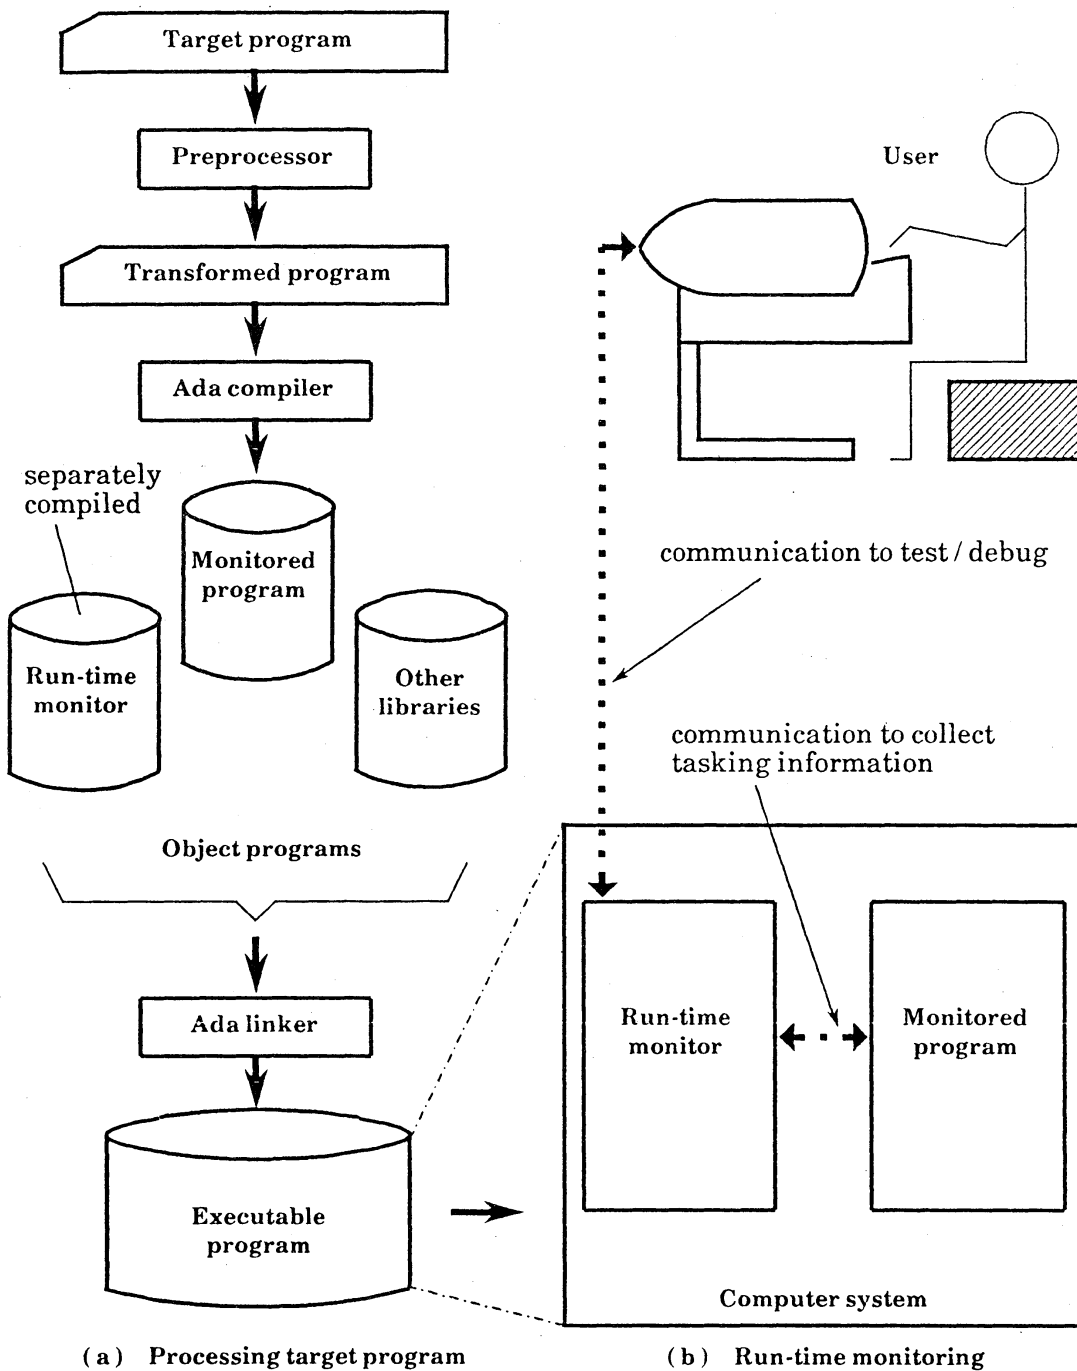 Target program
Preprocessor
Transformed program
Ada compiler
separately
compiled
Monitored
program
Run-time
monitor
Other
libraries
Object programs
Ada linker
Executable
program
(a) Processing target program
User
communication to test / debug
communication to collect
tasking information
Run-time
monitor
Monitored
program
Computer system
(b) Run-time monitoring